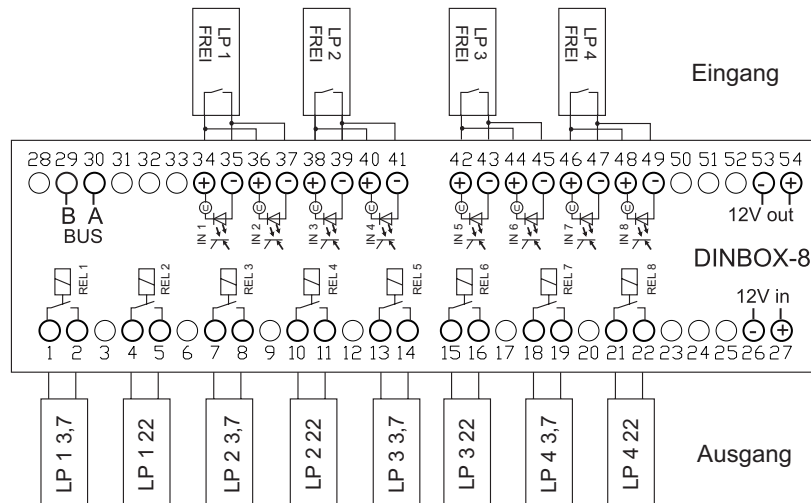 LP 1 FREI
LP 2 FREI
LP 3 FREI
LP 4 FREI
Eingang
28 29 30 31 32 33 34 35 36 37 38 39 40 41 42 43 44 45 46 47 48 49 50 51 52 53 54
+ - + - + - + - + - + - + - + - - +
B A
BUS
12V out
U U U U U U U U
IN 1 IN 2 IN 3 IN 4 IN 5 IN 6 IN 7 IN 8
DINBOX-8
REL 1 REL 2 REL 3 REL 4 REL 5 REL 6 REL 7 REL 8
12V in
- +
1 2 3 4 5 6 7 8 9 10 11 12 13 14 15 16 17 18 19 20 21 22 23 24 25 26 27
LP 1 3,7
LP 1 22
LP 2 3,7
LP 2 22
LP 3 3,7
LP 3 22
LP 4 3,7
LP 4 22
Ausgang